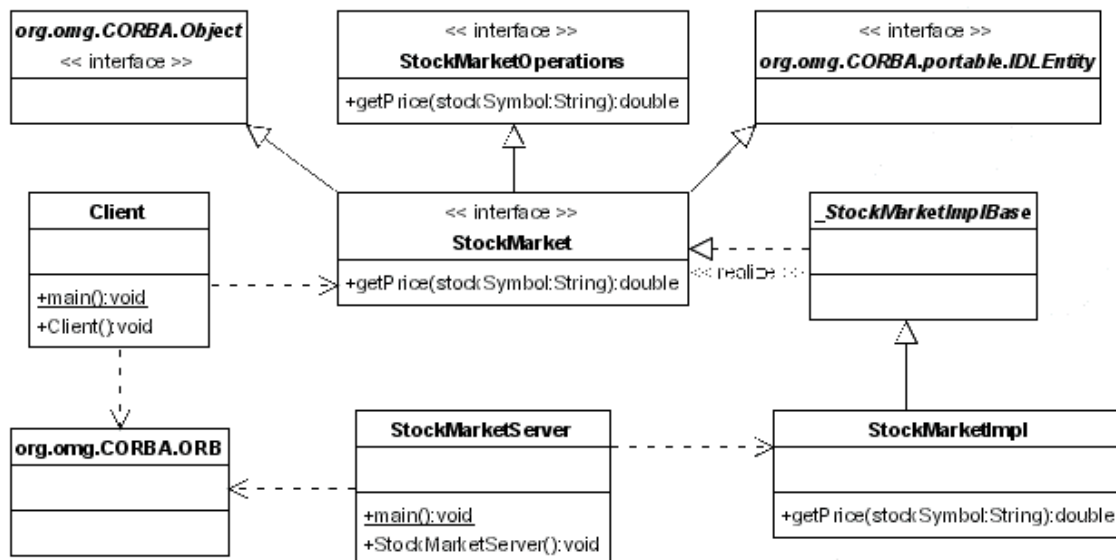 org.omg.CORBA.Object
<< interface >>
<< interface >>
StockMarketOperations
+getPrice(stockSymbol:String):double
<< interface >>
org.omg.CORBA.portable.IDLEntity
Client
+main():void
+Client():void
<< interface >>
StockMarket
+getPrice(stockSymbol:String):double
<< realize >>
_StockMarketImplBase
org.omg.CORBA.ORB
StockMarketServer
+main():void
+StockMarketServer():void
StockMarketImpl
+getPrice(stockSymbol:String):double